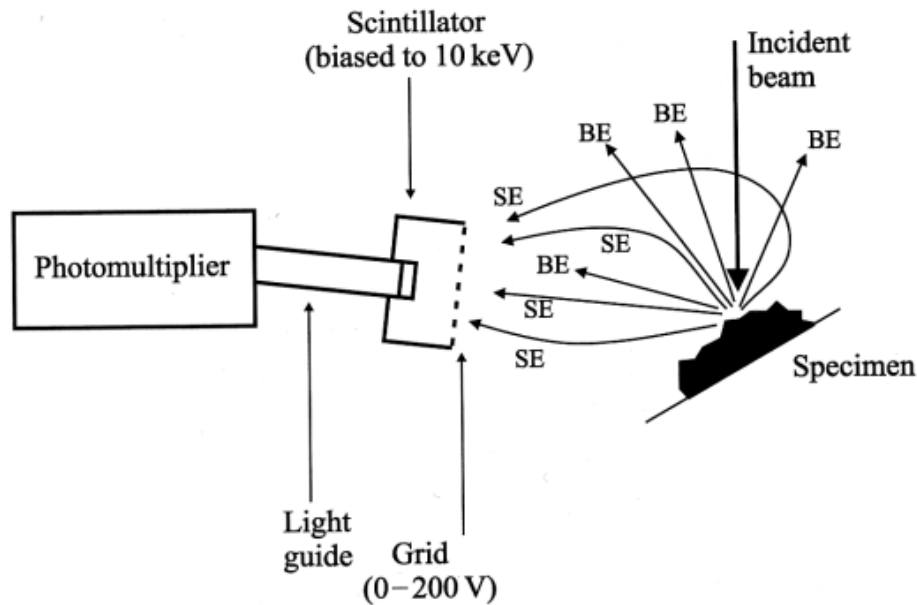 Scintillator
(biased to 10 keV)
Incident
beam
BE
BE
BE
SE
SE
BE
SE
SE
Photomultiplier
Specimen
Light
guide
Grid
(0–200 V)